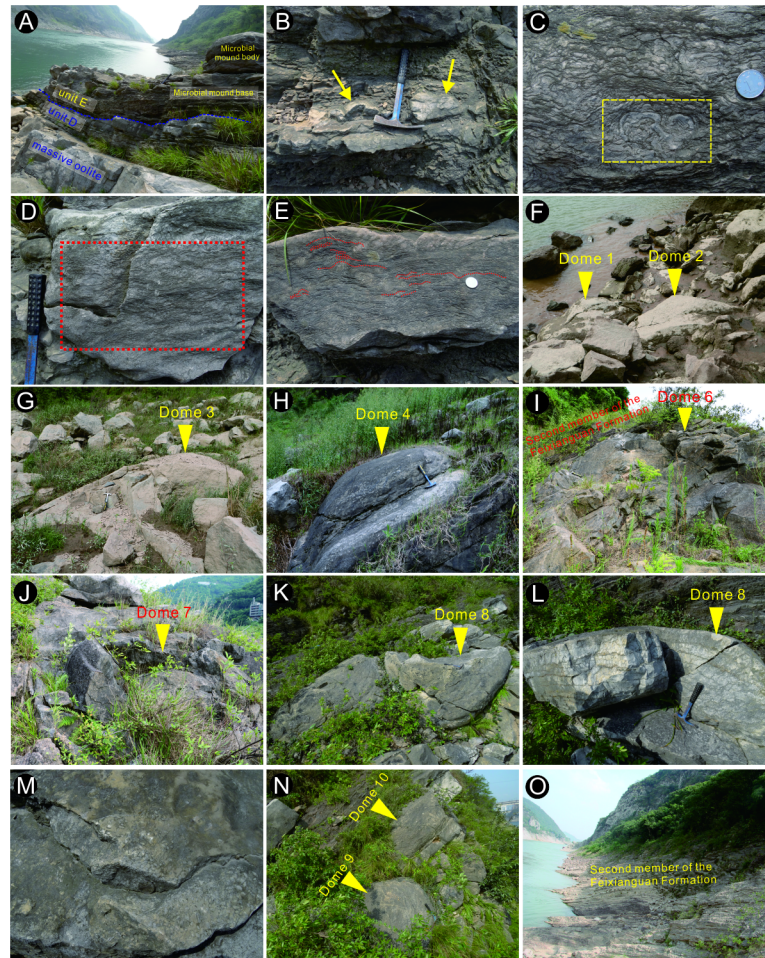 A
Microbial
mound body
Microbial mound base
unit E
unit D
massive oolite
B
C
D
E
F
Dome 1
Dome 2
G
Dome 3
H
Dome 4
I
Second member of the
Feixianguan Formation
Dome 6
J
Dome 7
K
Dome 8
L
Dome 8
M
N
Dome 10
Dome 9
O
Second member of the
Feixianguan Formation